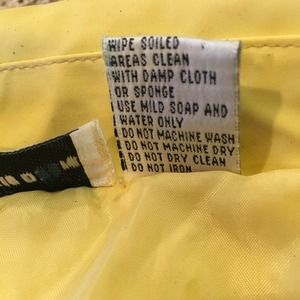 WIPE SOILED
AREAS CLEAN
WITH DAMP CLOTH
OR SPONGE
USE MILD SOAP AND
WATER ONLY
DO NOT MACHINE WASH
DO NOT MACHINE DRY
DO NOT DRY CLEAN
DO NOT IRON